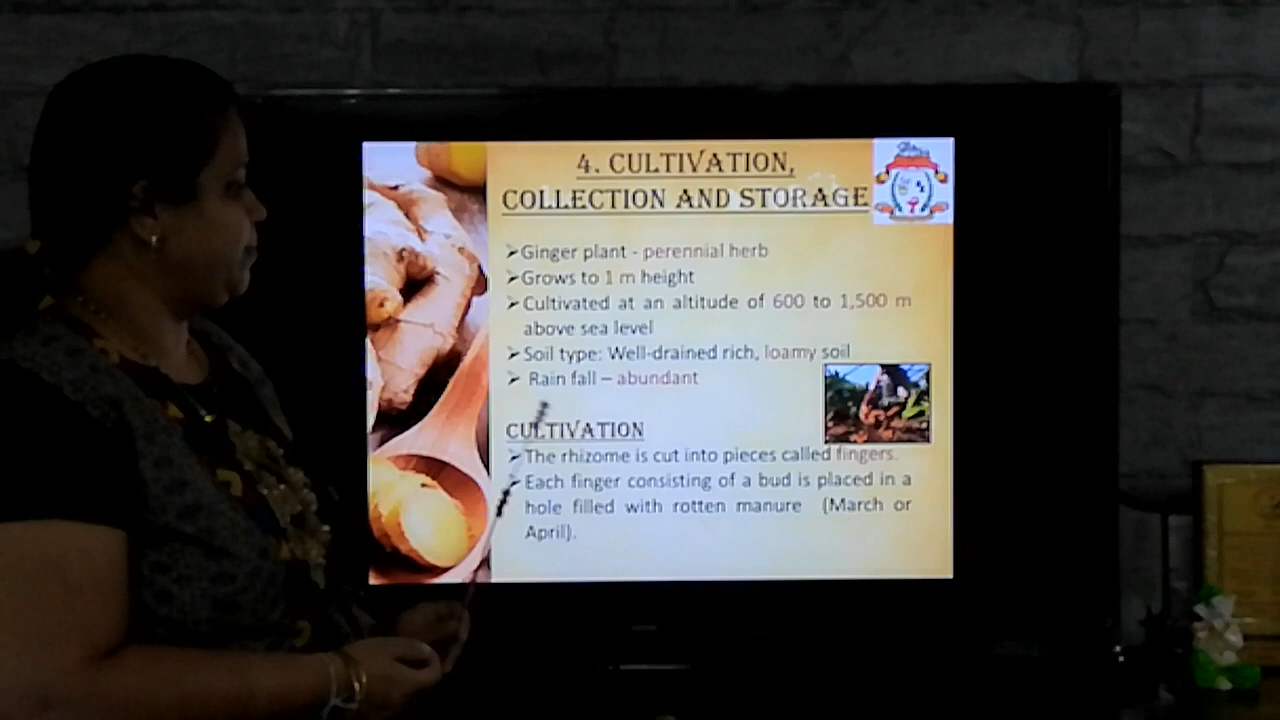 4. CULTIVATION,
COLLECTION AND STORAGE
➢Ginger plant - perennial herb
➢Grows to 1 m height
➢Cultivated at an altitude of 600 to 1,500 m
above sea level
➢Soil type: Well-drained rich, loamy soil
➢ Rain fall – abundant
CULTIVATION
➢The rhizome is cut into pieces called fingers.
➢Each finger consisting of a bud is placed in a
hole filled with rotten manure (March or
April).